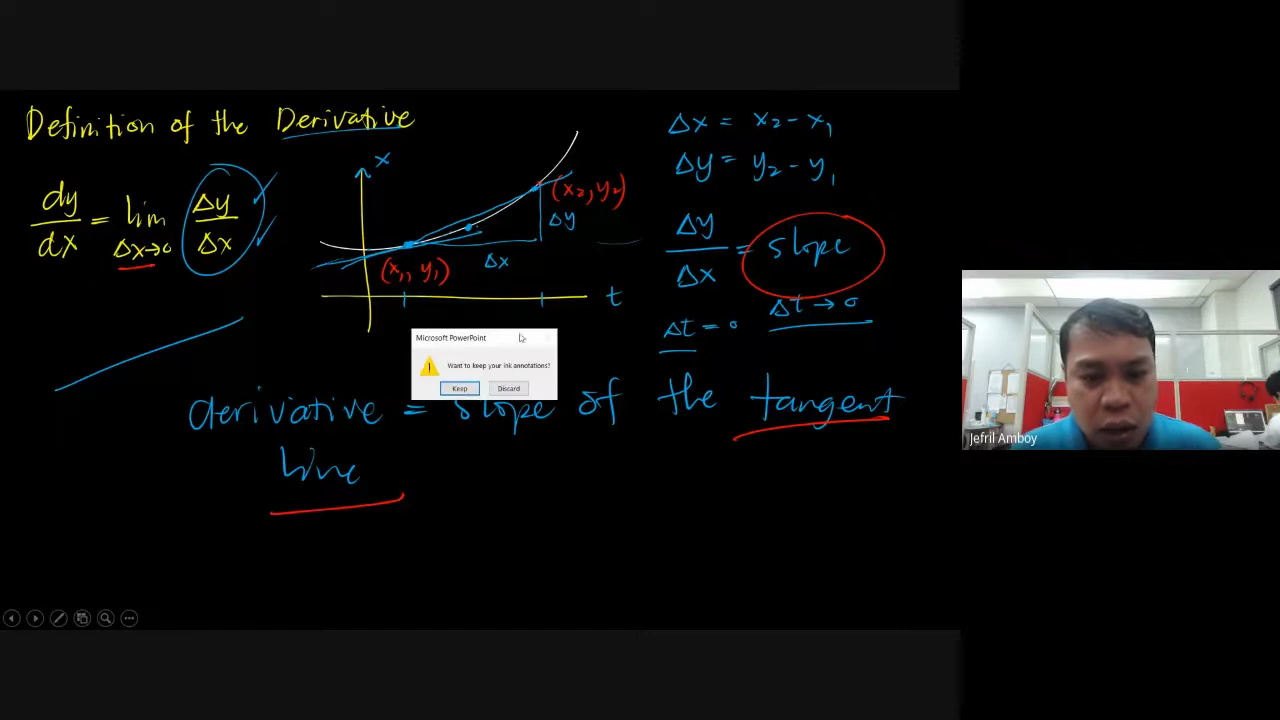 Definition of the Derivative
dy/dx = lim Δx→0 Δy/Δx
x
(x₂, y₂)
Δy
Δx
(x₁, y₁)
t
Δx = x₂ - x₁
Δy = y₂ - y₁
Δy/Δx = slope
Δt = 0 Δt → 0
Microsoft PowerPoint
Want to keep your ink annotations?
Keep Discard
derivative = slope of the tangent
line
Jefril Amboy